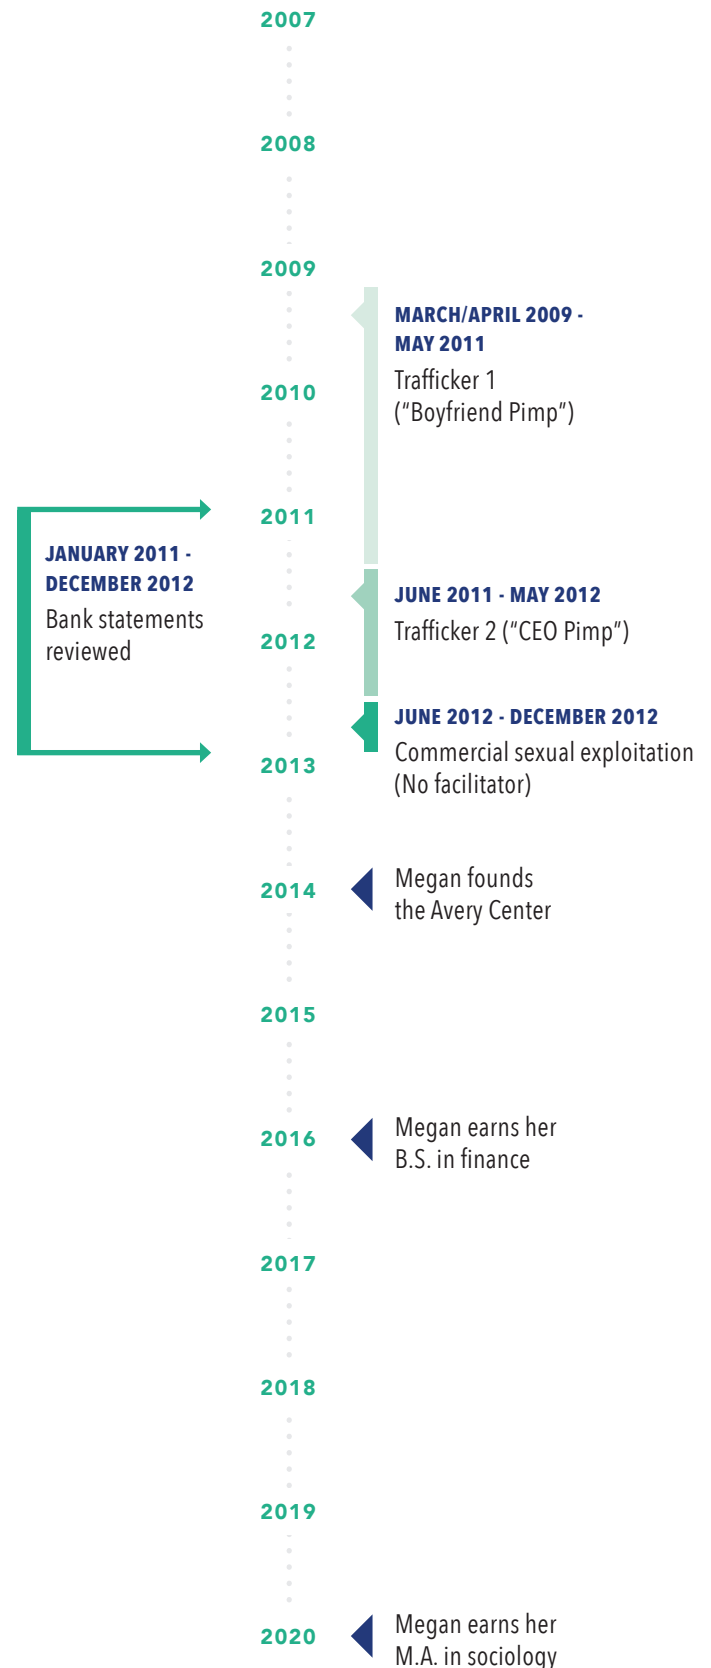 2007
2008
2009
MARCH/APRIL 2009 -
MAY 2011
Trafficker 1
(“Boyfriend Pimp”)
2010
2011
JANUARY 2011 -
DECEMBER 2012
Bank statements
reviewed
JUNE 2011 - MAY 2012
Trafficker 2 (“CEO Pimp”)
2012
JUNE 2012 - DECEMBER 2012
Commercial sexual exploitation
(No facilitator)
2013
Megan founds
the Avery Center
2014
2015
Megan earns her
B.S. in finance
2016
2017
2018
2019
Megan earns her
M.A. in sociology
2020